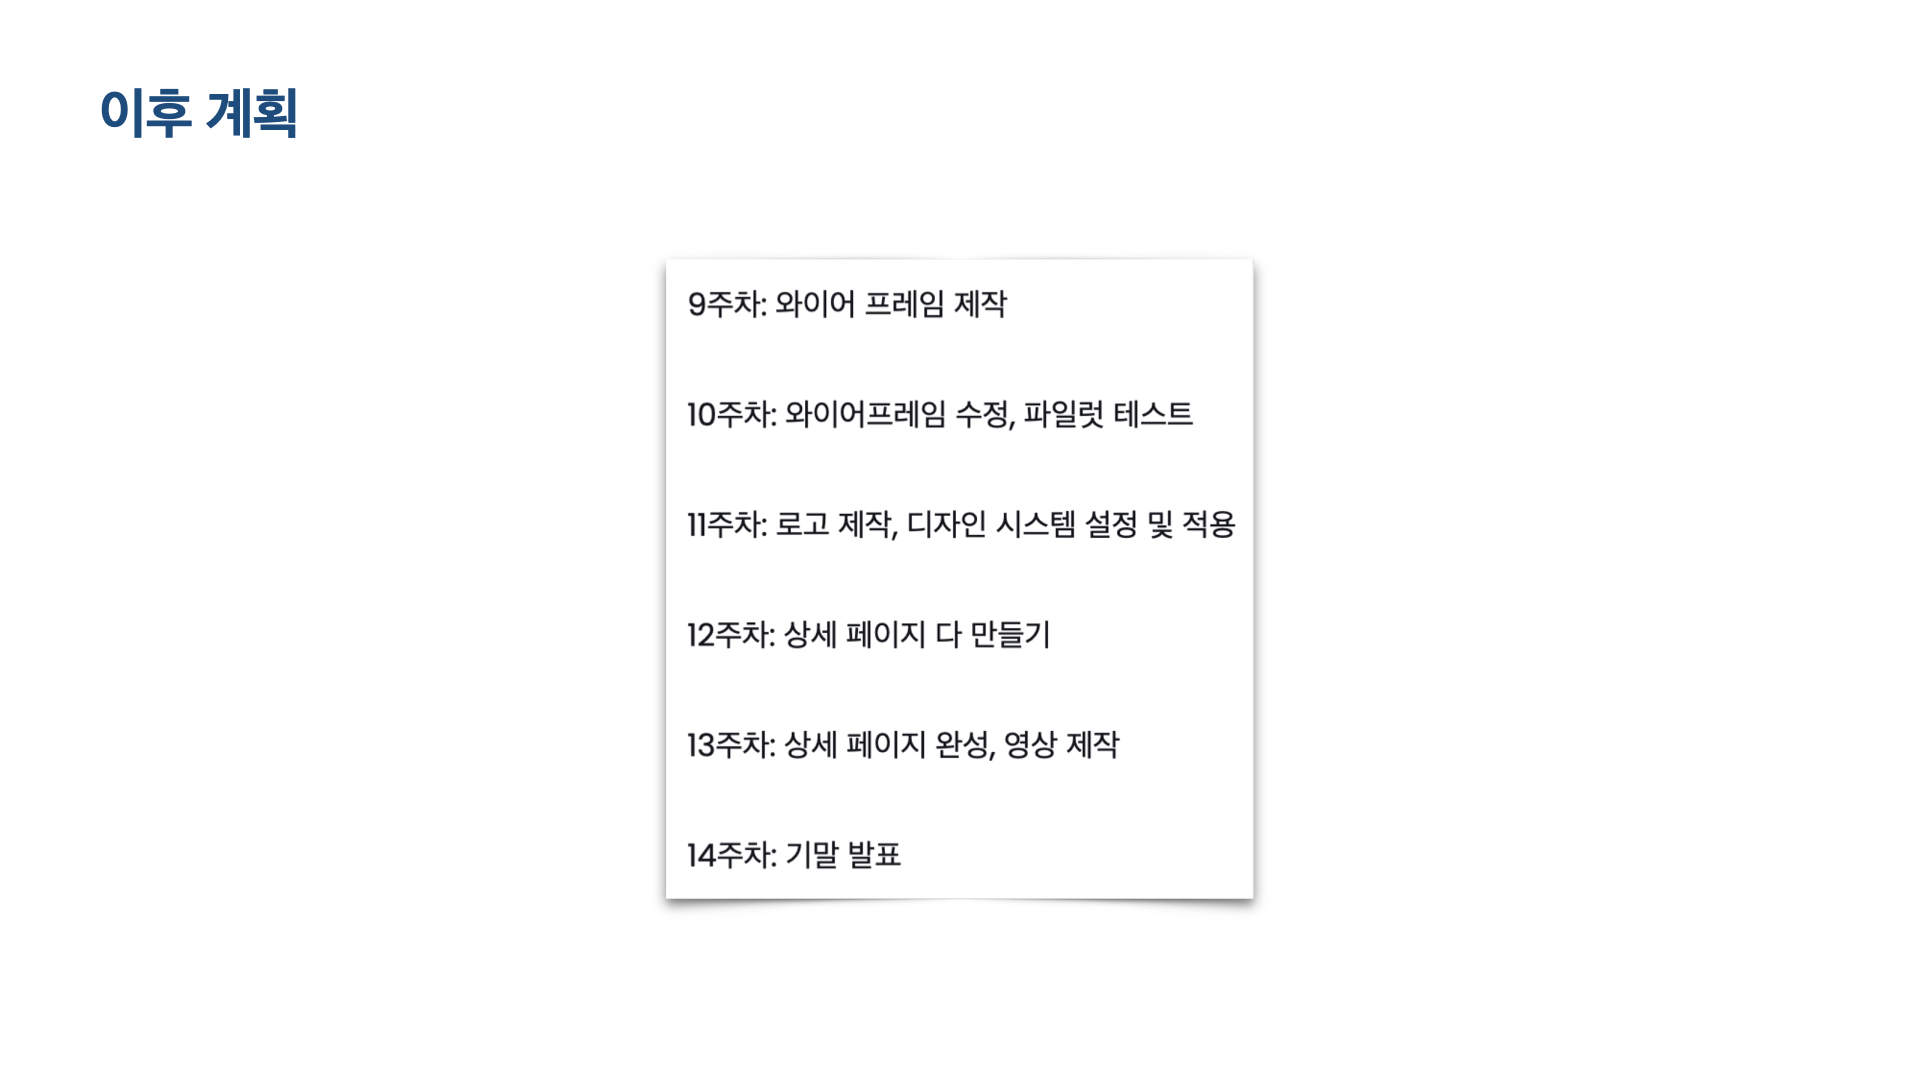 이후 계획
9주차: 와이어 프레임 제작
10주차: 와이어프레임 수정, 파일럿 테스트
11주차: 로고 제작, 디자인 시스템 설정 및 적용
12주차: 상세 페이지 다 만들기
13주차: 상세 페이지 완성, 영상 제작
14주차: 기말 발표